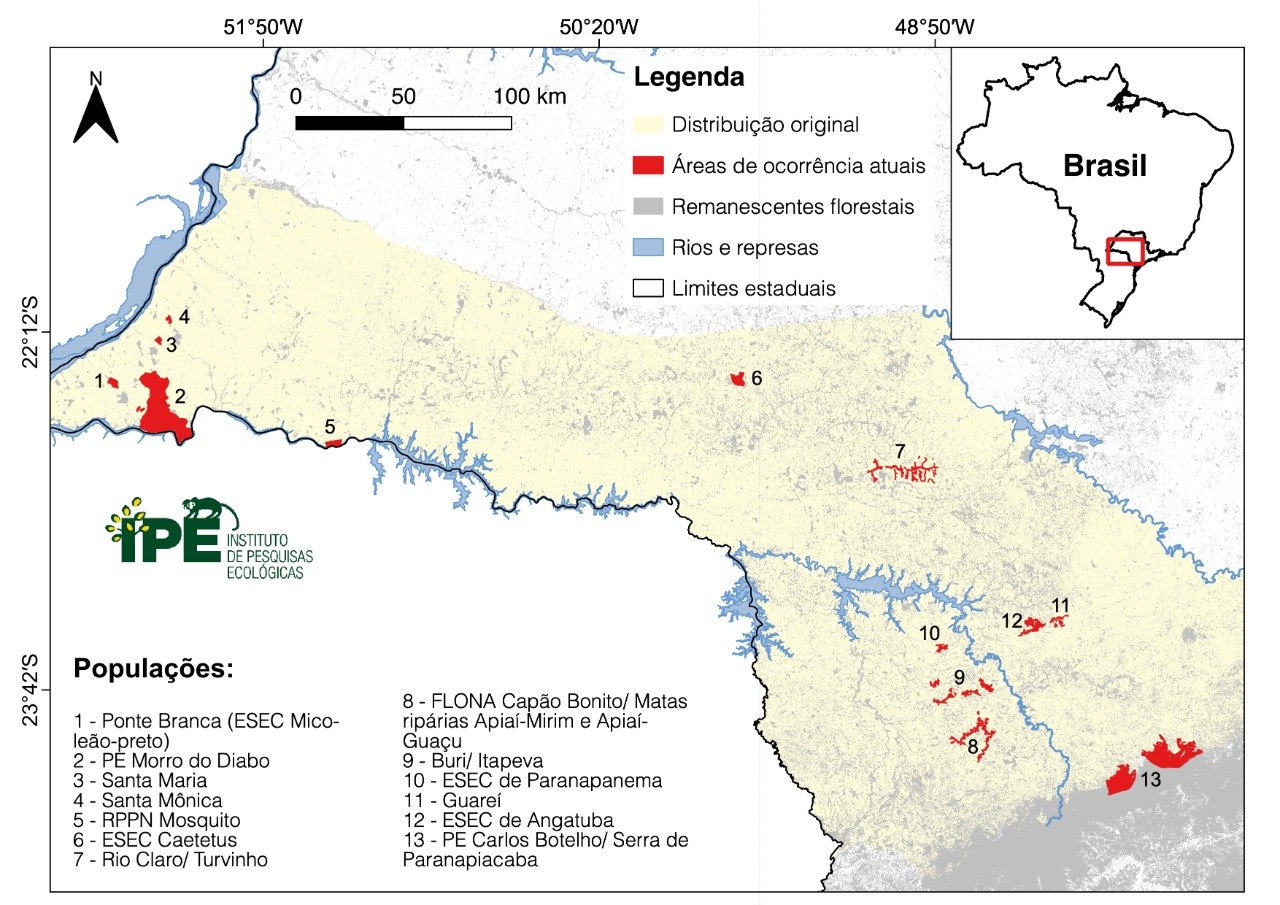 51°50'W 50°20'W 48°50'W
N
0 50 100 km
Legenda
Distribuição original
Áreas de ocorrência atuais
Remanescentes florestais
Rios e represas
Limites estaduais
Brasil
22°12'S
4
3
1
2
5
6
7
IPÊ INSTITUTO
DE PESQUISAS
ECOLÓGICAS
11
12
10
9
8
13
23°42'S
Populações:
1 - Ponte Branca (ESEC Mico-
leão-preto)
2 - PE Morro do Diabo
3 - Santa Maria
4 - Santa Mônica
5 - RPPN Mosquito
6 - ESEC Caetetus
7 - Rio Claro/ Turvinho
8 - FLONA Capão Bonito/ Matas
ripárias Apiaí-Mirim e Apiaí-
Guaçu
9 - Buri/ Itapeva
10 - ESEC de Paranapanema
11 - Guareí
12 - ESEC de Angatuba
13 - PE Carlos Botelho/ Serra de
Paranapiacaba